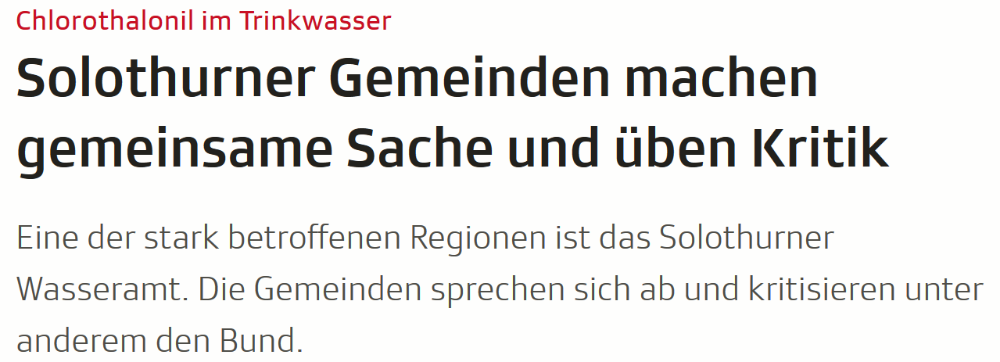 Chlorothalonil im Trinkwasser
Solothurner Gemeinden machen
gemeinsame Sache und üben Kritik
Eine der stark betroffenen Regionen ist das Solothurner
Wasseramt. Die Gemeinden sprechen sich ab und kritisieren unter
anderem den Bund.